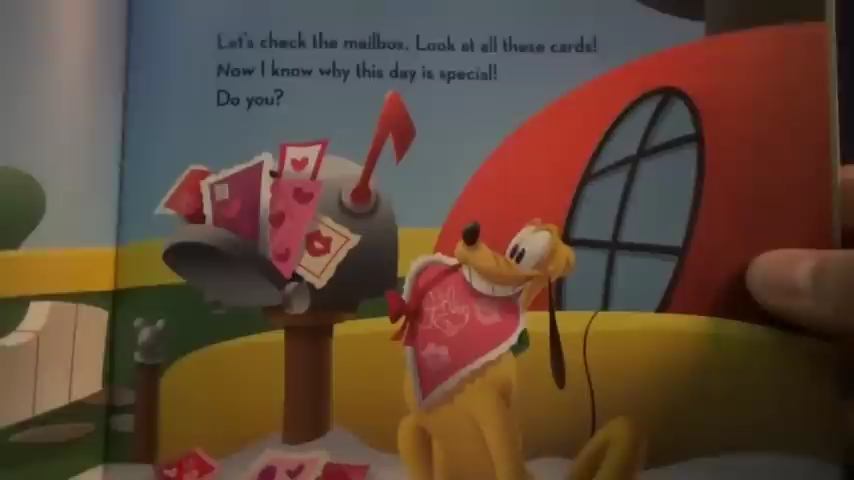 Let's check the mailbox. Look at all these cards!
Now I know why this day is special!
Do you?